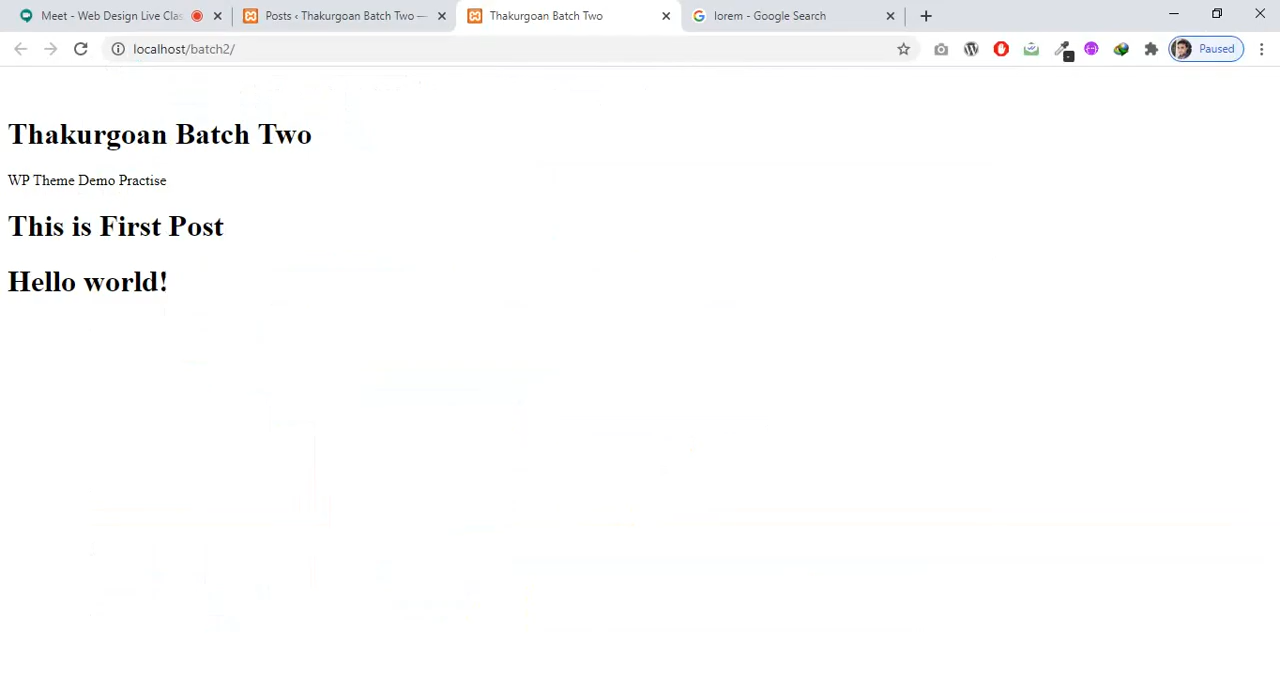 Meet - Web Design Live Clas
Posts ‹ Thakurgoan Batch Two —
Thakurgoan Batch Two
lorem - Google Search
localhost/batch2/
Paused
Thakurgoan Batch Two
WP Theme Demo Practise
This is First Post
Hello world!